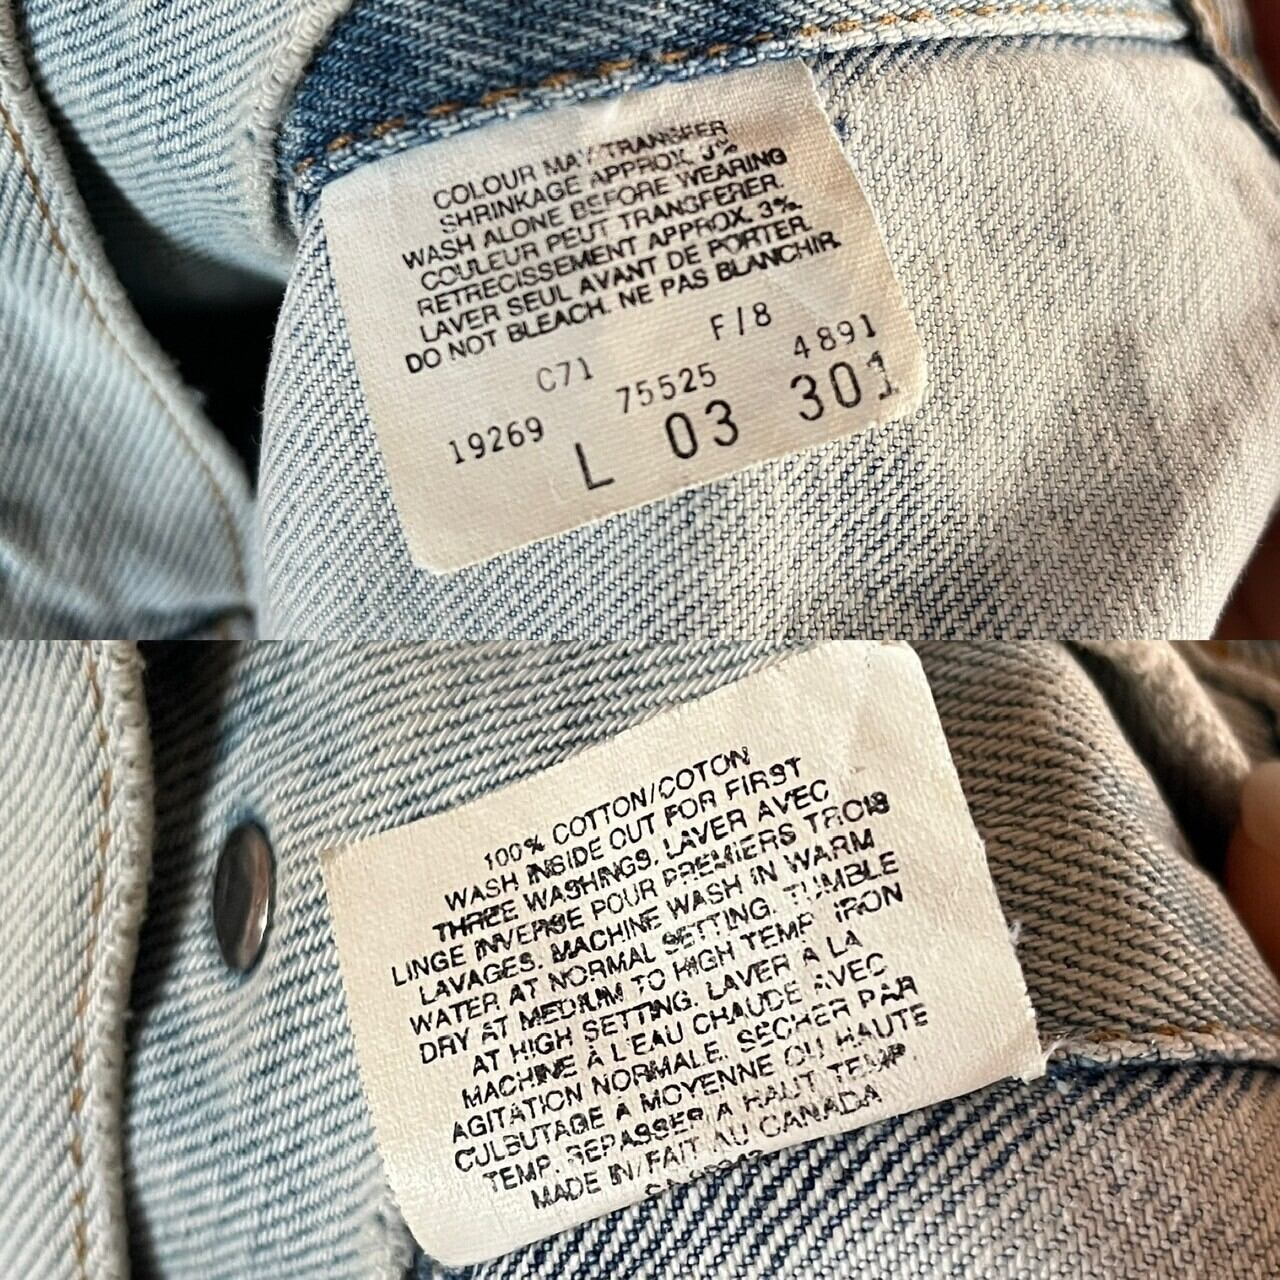 COLOUR MAY TRANSFER
SHRINKAGE APPROX. 3%
WASH ALONE BEFORE WEARING
COULEUR PEUT TRANSFERER.
RETRECISSEMENT APPROX. 3%.
LAVER SEUL AVANT DE PORTER.
DO NOT BLEACH. NE PAS BLANCHIR.
C71 F/8
19269 75525 4891
L 03 301
100% COTTON/COTON
WASH INSIDE OUT FOR FIRST
THREE WASHINGS. LAVER AVEC
LINGE INVERSE POUR PREMIERS TROIS
LAVAGES. MACHINE WASH IN WARM
WATER AT NORMAL SETTING. TUMBLE
DRY AT MEDIUM TO HIGH TEMP IRON
AT HIGH SETTING. LAVER À LA
MACHINE À L'EAU CHAUDE AVEC
AGITATION NORMALE. SECHER PAR
CULBUTAGE A MOYENNE OU HAUTE
TEMP. REPASSER A HAUT TEMP.
MADE IN/FAIT AU CANADA